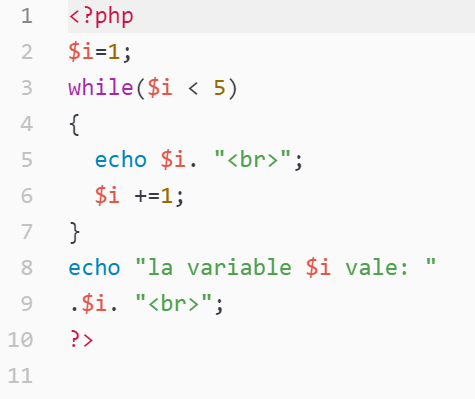 1 <?php
2 $i=1;
3 while($i < 5)
4 {
5   echo $i. "<br>";
6   $i +=1;
7 }
8 echo "la variable $i vale: "
9 .$i. "<br>";
10 ?>
11